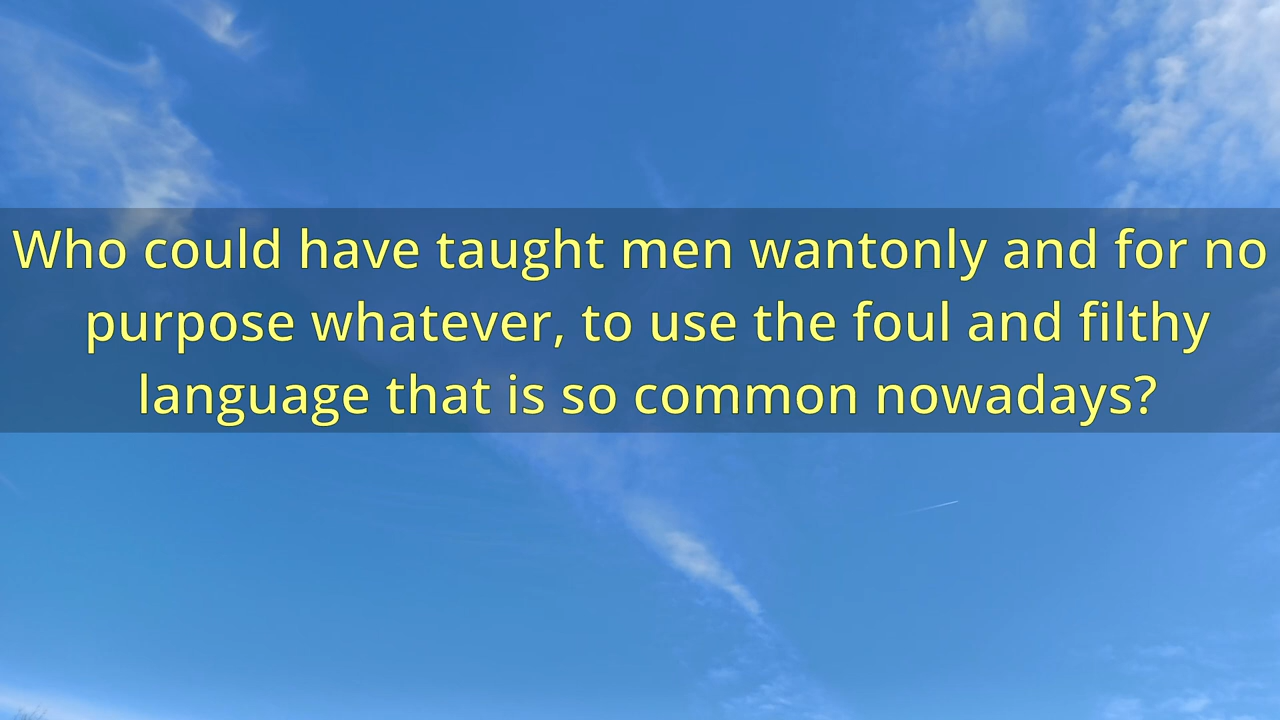 Who could have taught men wantonly and for no
purpose whatever, to use the foul and filthy
language that is so common nowadays?